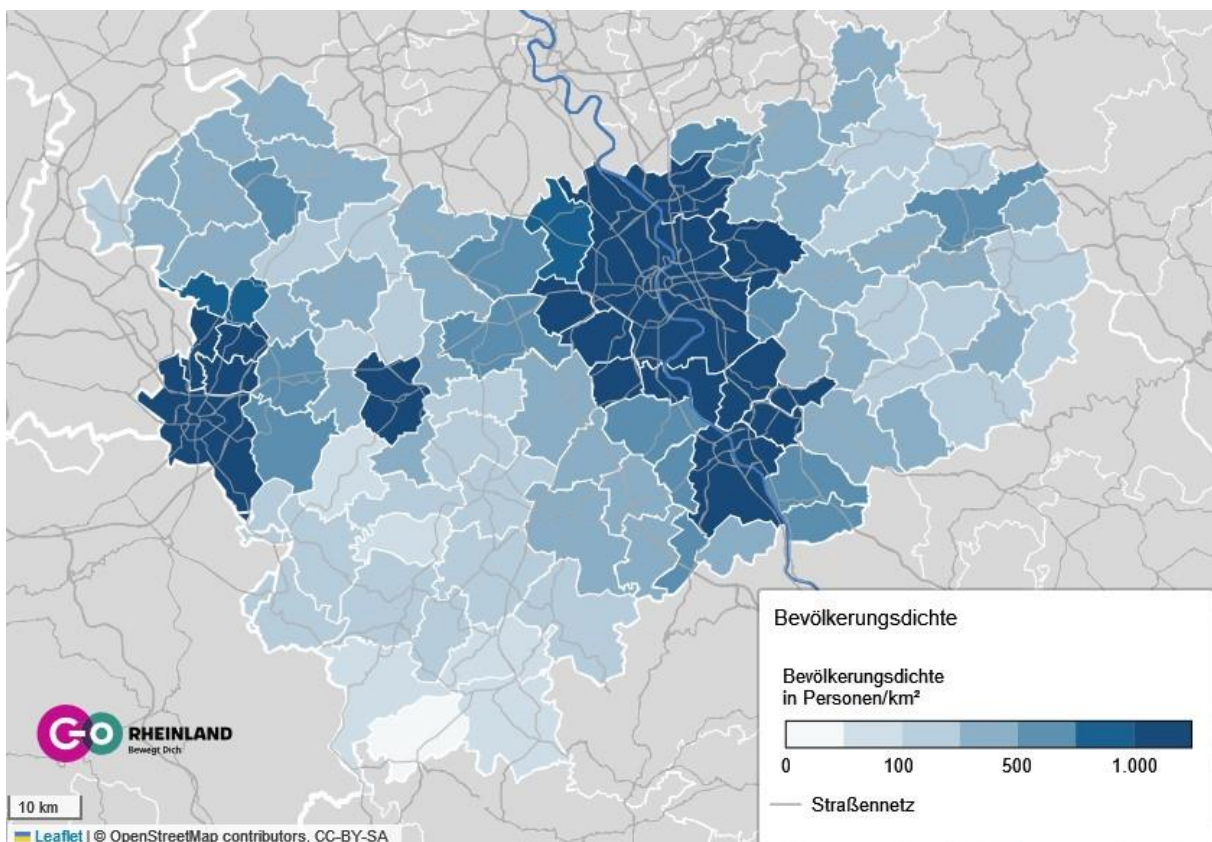 Bevölkerungsdichte
Bevölkerungsdichte
in Personen/km²
0 100 500 1.000
Straßennetz
GO RHEINLAND
Bewegt Dich
10 km
Leaflet | © OpenStreetMap contributors, CC-BY-SA